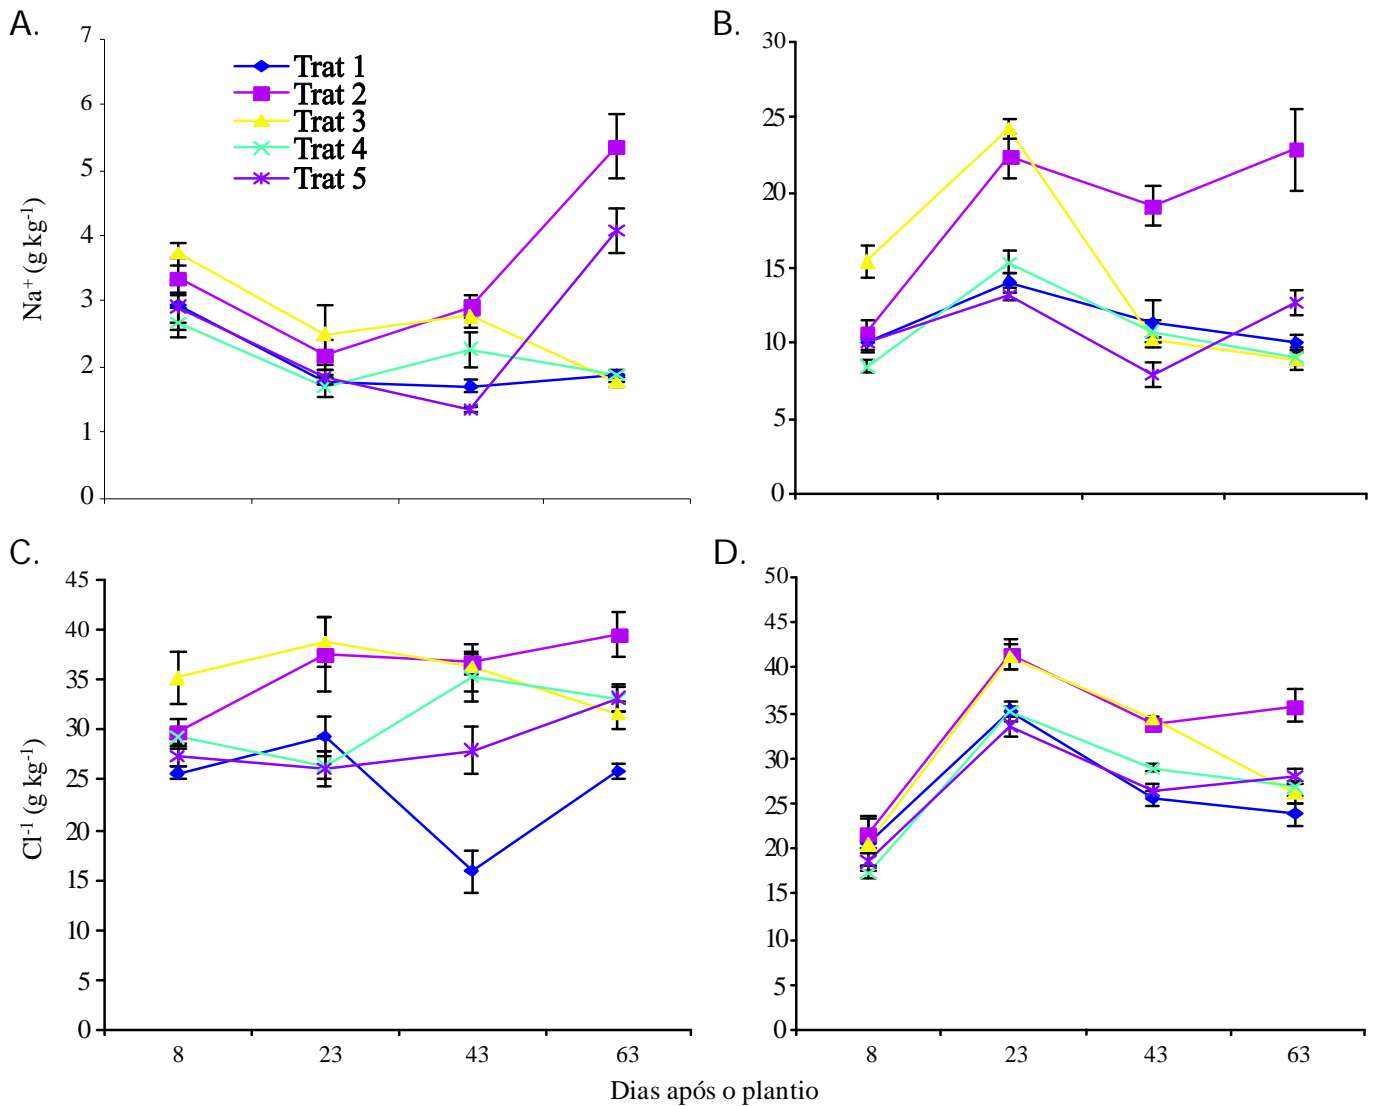 A.
7
6
5
4
3
2
1
0
Na⁺ (g kg⁻¹)
Trat 1
Trat 2
Trat 3
Trat 4
Trat 5
B.
30
25
20
15
10
5
0
C.
45
40
35
30
25
20
15
10
5
0
Cl⁻¹ (g kg⁻¹)
8 23 43 63
D.
50
45
40
35
30
25
20
15
10
5
0
8 23 43 63
Dias após o plantio